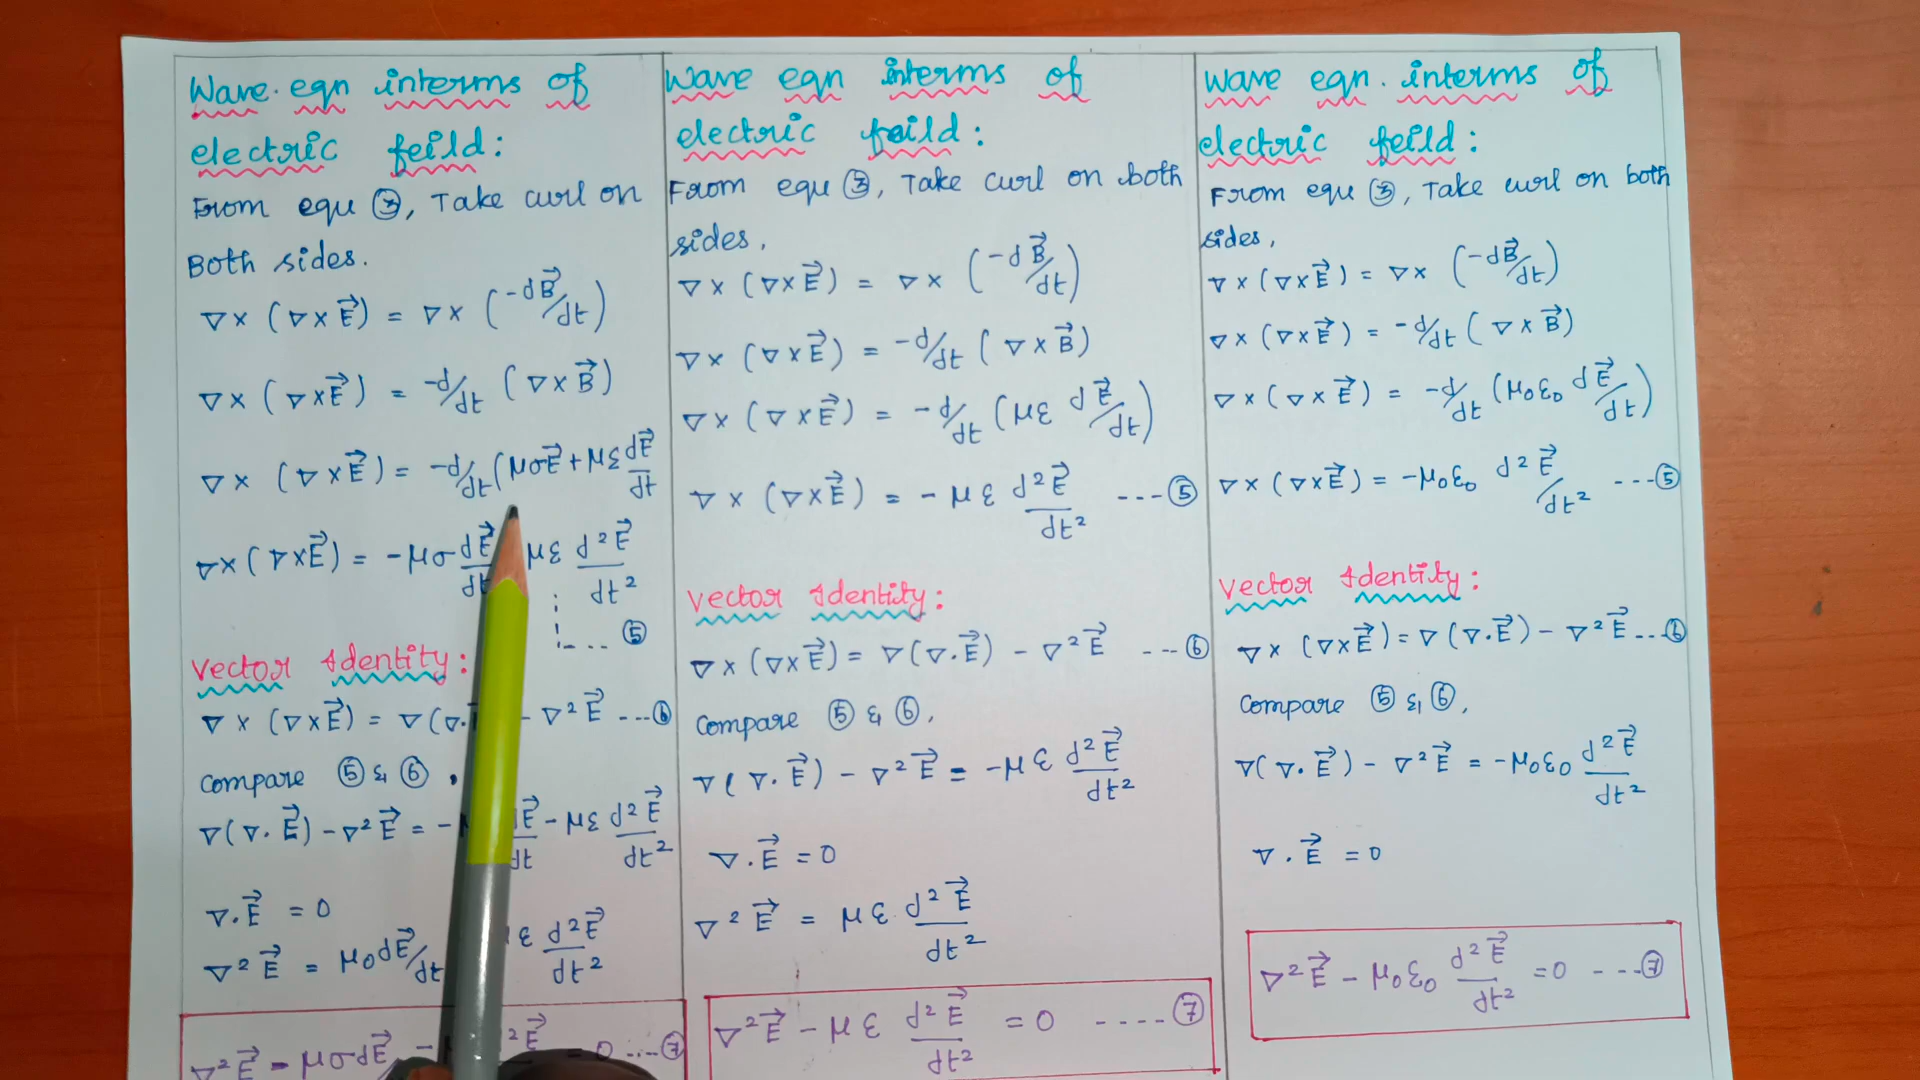 Wave. eqn interms of
electric feild:
From equ ③, Take curl on
Both sides.
∇× (∇×E⃗) = ∇× (-dB⃗/dt)
∇× (∇×E⃗) = -d/dt (∇×B⃗)
∇× (∇×E⃗) = -d/dt (μσE⃗ + με dE⃗/dt
∇×(∇×E⃗) = -μσ dE⃗/dt με d²E⃗/dt²
---- ⑤
Vector Identity:
∇ × (∇×E⃗) = ∇(∇. - ∇²E⃗ ---⑥
Compare ⑤ & ⑥ .
∇(∇.E⃗) - ∇²E⃗ = - dE⃗/dt - με d²E⃗/dt²
∇.E⃗ = 0
∇²E⃗ = μσdE⃗/dt ε d²E⃗/dt²
∇²E⃗ - μσdE⃗ - ²E⃗ = 0 ---⑦
Wave eqn interms of
electric feild:
From equ ③, Take curl on both
sides,
∇× (∇×E⃗) = ∇× (-dB⃗/dt)
∇× (∇×E⃗) = -d/dt (∇×B⃗)
∇× (∇×E⃗) = -d/dt (με dE⃗/dt)
∇ × (∇×E⃗) = -με d²E⃗/dt² ---⑤
Vector Identity:
∇× (∇×E⃗) = ∇(∇.E⃗) - ∇²E⃗ ---⑥
Compare ⑤ & ⑥,
∇(∇.E⃗) - ∇²E⃗ = -με d²E⃗/dt²
∇.E⃗ = 0
∇²E⃗ = με d²E⃗/dt²
∇²E⃗ - με d²E⃗/dt² = 0 ----⑦
Wave eqn. interms of
electric feild:
From equ ③, Take curl on both
sides,
∇× (∇×E⃗) = ∇× (-dB⃗/dt)
∇× (∇×E⃗) = -d/dt (∇×B⃗)
∇× (∇×E⃗) = -d/dt (μ₀ε₀ dE⃗/dt)
∇× (∇×E⃗) = -μ₀ε₀ d²E⃗/dt² ---⑤
Vector Identity:
∇× (∇×E⃗) = ∇(∇.E⃗) - ∇²E⃗ --⑥
Compare ⑤ & ⑥,
∇(∇.E⃗) - ∇²E⃗ = -μ₀ε₀ d²E⃗/dt²
∇.E⃗ = 0
∇²E⃗ - μ₀ε₀ d²E⃗/dt² = 0 ---⑦